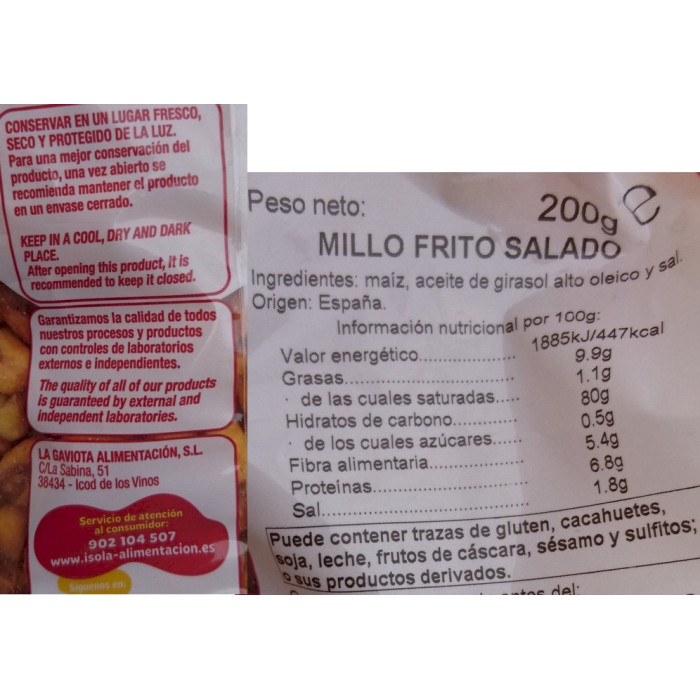 CONSERVAR EN UN LUGAR FRESCO,
SECO Y PROTEGIDO DE LA LUZ.
Para una mejor conservación del
producto, una vez abierto se
recomienda mantener el producto
en un envase cerrado.
KEEP IN A COOL, DRY AND DARK
PLACE.
After opening this product, it is
recommended to keep it closed.
Garantizamos la calidad de todos
nuestros procesos y productos
con controles de laboratorios
externos e independientes.
The quality of all of our products
is guaranteed by external and
independent laboratories.
LA GAVIOTA ALIMENTACIÓN, S.L.
C/La Sabina, 51
38434 - Icod de los Vinos
Servicio de atención
al consumidor:
902 104 507
www.isola-alimentacion.es
Síguenos en:
Peso neto: 200g e
MILLO FRITO SALADO
Ingredientes: maíz, aceite de girasol alto oleico y sal.
Origen: España.
Información nutricional por 100g:
Valor energético................ 1885kJ/447kcal
Grasas............................ 9.9g
· de las cuales saturadas..... 1.1g
Hidratos de carbono............ 80g
· de los cuales azúcares...... 0.5g
Fibra alimentaria................ 5.4g
Proteínas......................... 6.8g
Sal................................. 1.8g
Puede contener trazas de gluten, cacahuetes,
soja, leche, frutos de cáscara, sésamo y sulfitos;
o sus productos derivados.
del: